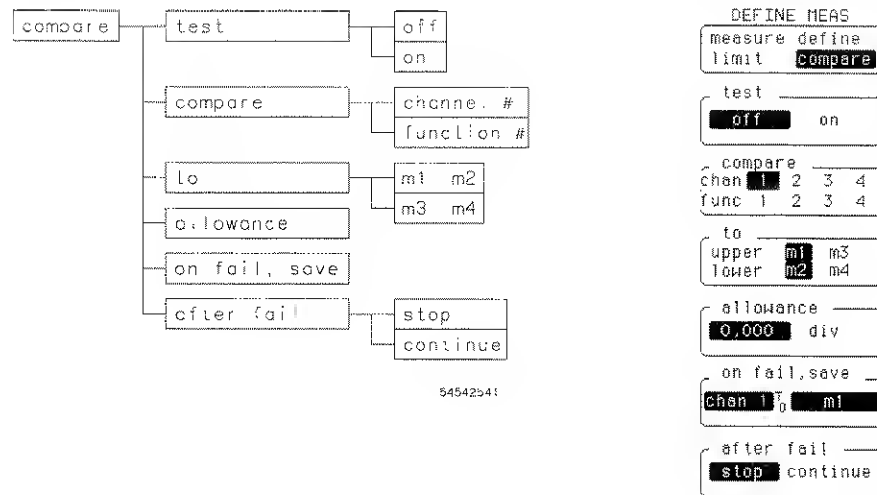 compare
test
off
on
compare
channel #
function #
to
m1 m2
m3 m4
allowance
on fail, save
after fail
stop
continue
54542541
DEFINE MEAS
measure define
limit compare
test
off on
compare
chan 1 2 3 4
func 1 2 3 4
to
upper m1 m3
lower m2 m4
allowance
0.000 div
on fail,save
chan 1 To m1
after fail
stop continue